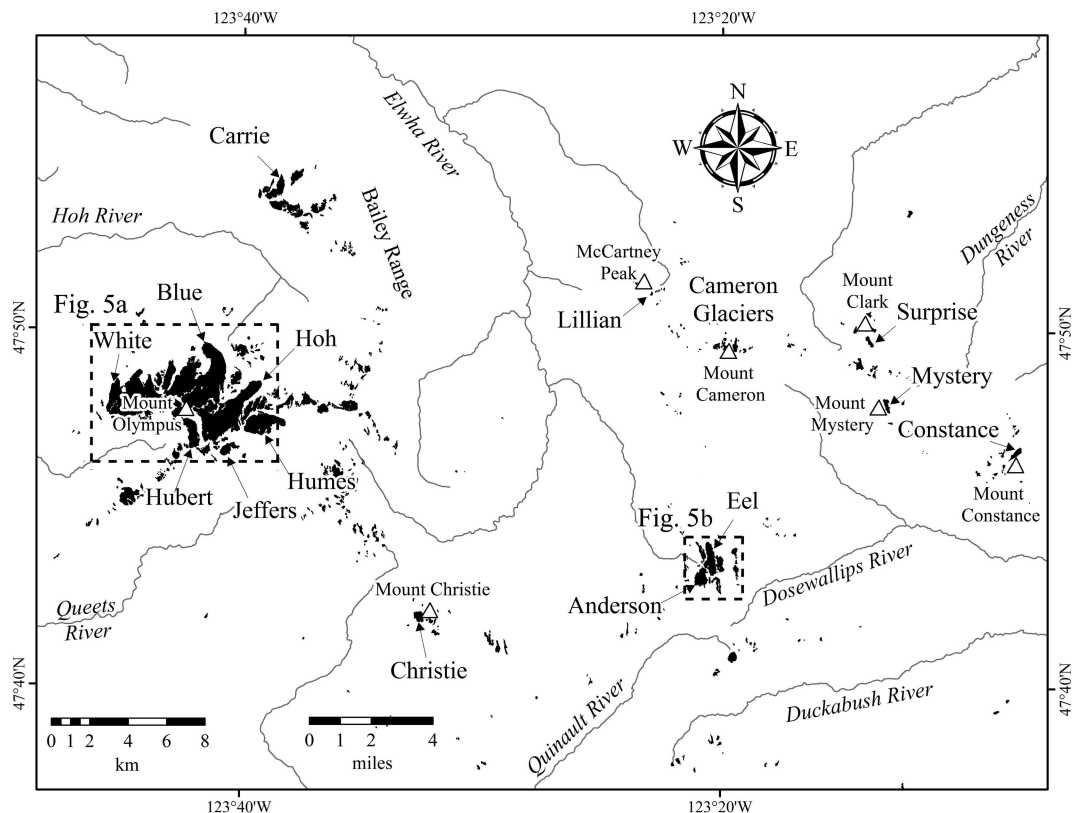 123°40'W
123°20'W
N
W
E
S
Carrie
Elwha River
Bailey Range
Hoh River
Dungeness
River
McCartney
Peak
Lillian
Cameron
Glaciers
Mount
Cameron
Mount
Clark
Surprise
Fig. 5a
Blue
White
Hoh
Mount
Olympus
47°50'N
47°50'N
Mystery
Mount
Mystery
Constance
Mount
Constance
Humes
Hubert
Jeffers
Fig. 5b
Eel
Anderson
Dosewallips River
Queets
River
Mount Christie
Christie
47°40'N
47°40'N
Quinault River
Duckabush River
0 1 2 4 6 8
km
0 1 2 4
miles
123°40'W
123°20'W